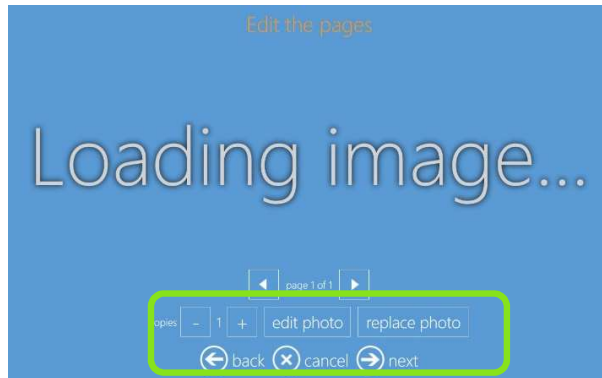 Edit the pages
Loading image...
page 1 of 1
opies - 1 + edit photo replace photo
back cancel next